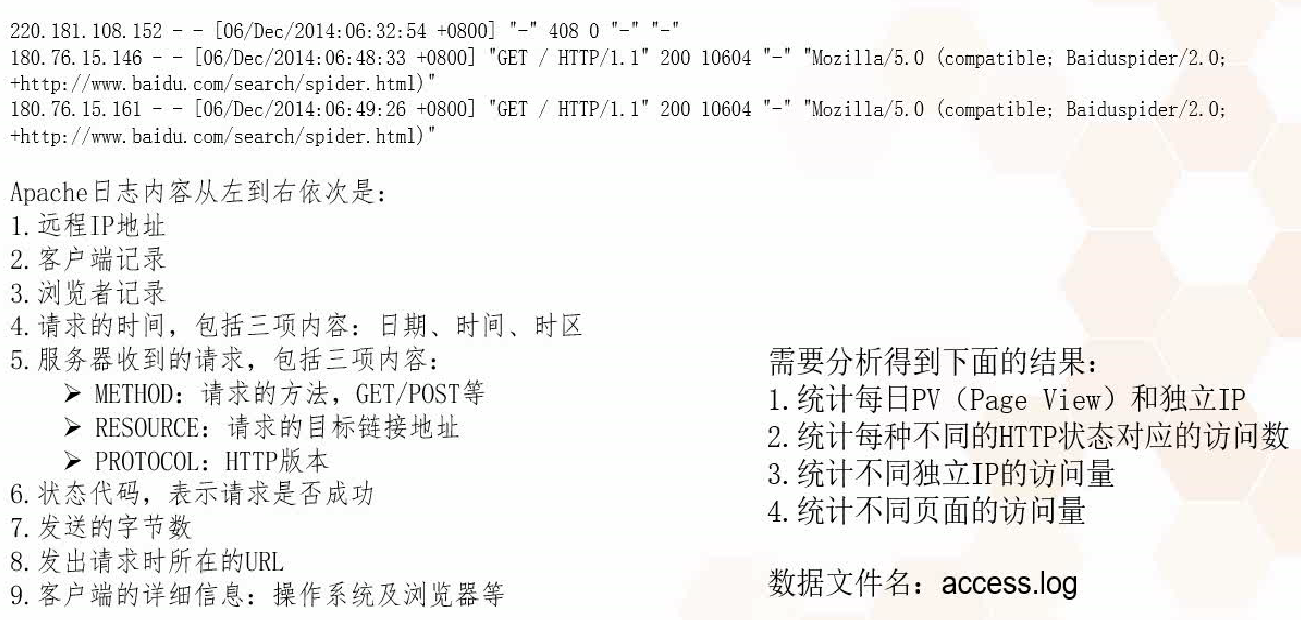 220.181.108.152 - - [06/Dec/2014:06:32:54 +0800] "-" 408 0 "-" "-"
180.76.15.146 - - [06/Dec/2014:06:48:33 +0800] "GET / HTTP/1.1" 200 10604 "-" "Mozilla/5.0 (compatible; Baiduspider/2.0;
+http://www.baidu.com/search/spider.html)"
180.76.15.161 - - [06/Dec/2014:06:49:26 +0800] "GET / HTTP/1.1" 200 10604 "-" "Mozilla/5.0 (compatible; Baiduspider/2.0;
+http://www.baidu.com/search/spider.html)"
Apache日志内容从左到右依次是:
1.远程IP地址
2.客户端记录
3.浏览者记录
4.请求的时间，包括三项内容：日期、时间、时区
5.服务器收到的请求，包括三项内容：
➢ METHOD：请求的方法，GET/POST等
➢ RESOURCE：请求的目标链接地址
➢ PROTOCOL：HTTP版本
6.状态代码，表示请求是否成功
7.发送的字节数
8.发出请求时所在的URL
9.客户端的详细信息：操作系统及浏览器等
需要分析得到下面的结果：
1.统计每日PV（Page View）和独立IP
2.统计每种不同的HTTP状态对应的访问数
3.统计不同独立IP的访问量
4.统计不同页面的访问量
数据文件名：access.log